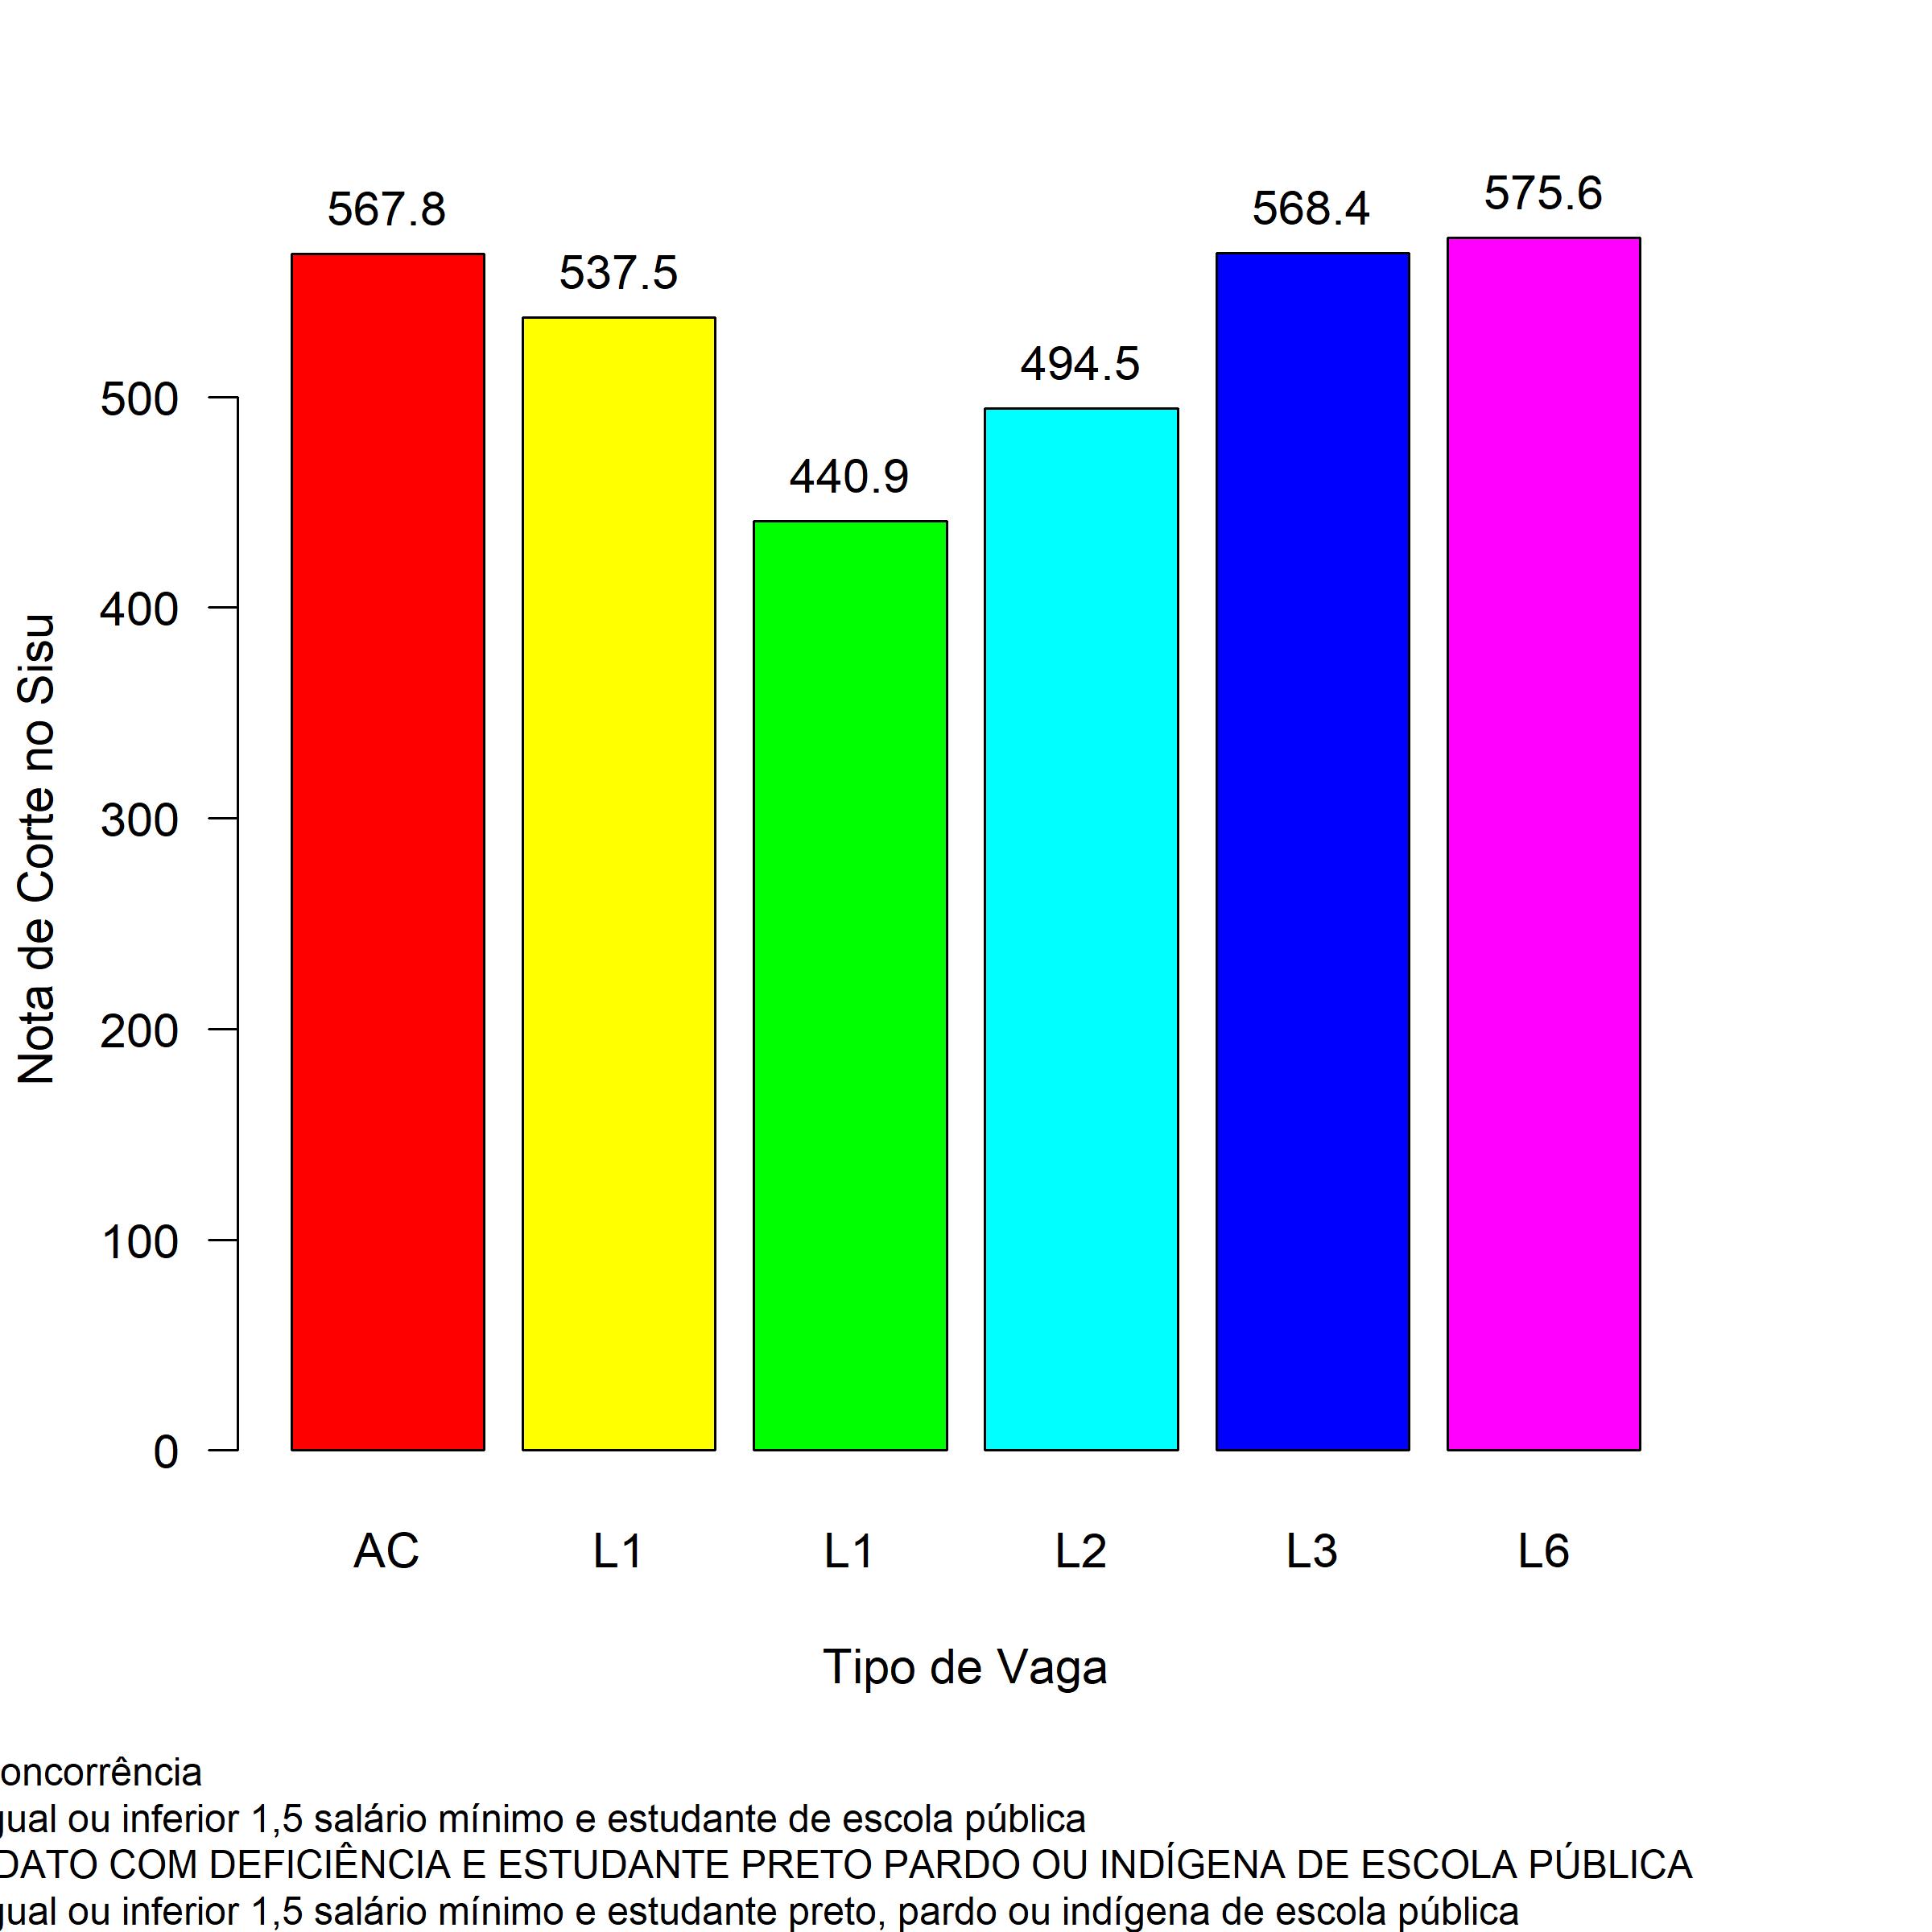 567.8
537.5
440.9
494.5
568.4
575.6
500
400
300
200
100
0
Nota de Corte no Sisu
AC L1 L1 L2 L3 L6
Tipo de Vaga
oncorrência
gual ou inferior 1,5 salário mínimo e estudante de escola pública
DATO COM DEFICIÊNCIA E ESTUDANTE PRETO PARDO OU INDÍGENA DE ESCOLA PÚBLICA
gual ou inferior 1,5 salário mínimo e estudante preto, pardo ou indígena de escola pública